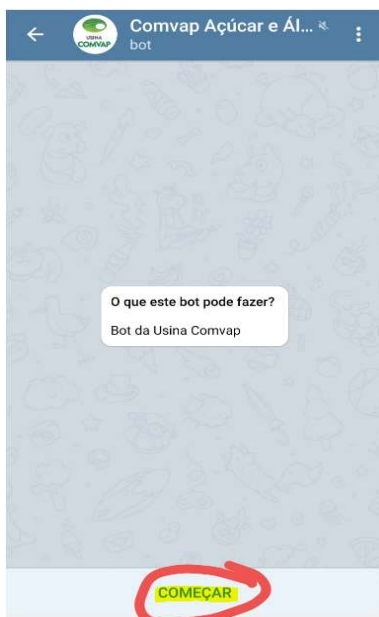 Comvap Açúcar e Ál...
USINA
COMVAP
bot
O que este bot pode fazer?
Bot da Usina Comvap
COMEÇAR